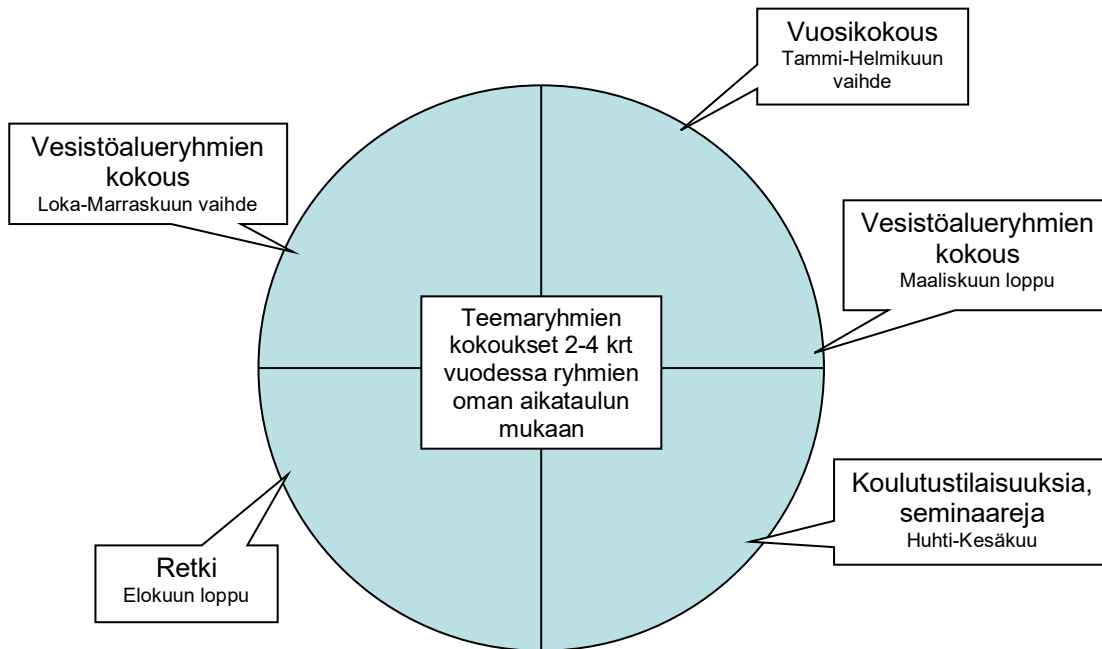 Vuosikokous
Tammi-Helmikuun
vaihde
Vesistöalueryhmien
kokous
Loka-Marraskuun vaihde
Vesistöalueryhmien
kokous
Maaliskuun loppu
Teemaryhmien
kokoukset 2-4 krt
vuodessa ryhmien
oman aikataulun
mukaan
Koulutustilaisuuksia,
seminaareja
Huhti-Kesäkuu
Retki
Elokuun loppu